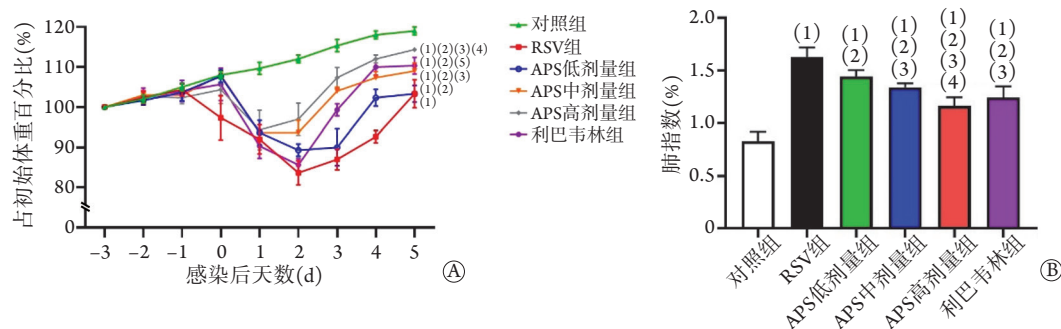 占初始体重百分比(%)
120
110
100
90
80
0
−3
−2
−1
0
1
2
3
4
5
感染后天数(d)
(1)(2)(3)(4)
(1)(2)(5)
(1)(2)(3)
(1)(2)
(1)
Ⓐ
对照组
RSV组
APS低剂量组
APS中剂量组
APS高剂量组
利巴韦林组
肺指数(%)
2.0
1.5
1.0
0.5
0
(1)
(1)
(2)
(1)
(2)
(3)
(1)
(2)
(3)
(4)
(1)
(2)
(3)
对照组
RSV组
APS低剂量组
APS中剂量组
APS高剂量组
利巴韦林组
Ⓑ